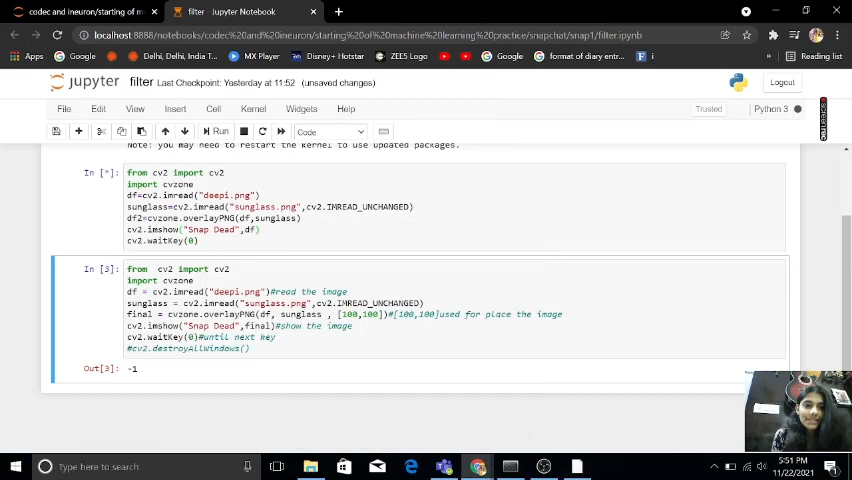 codec and ineuron/starting of m
filter - Jupyter Notebook
localhost:8888/notebooks/codec%20and%20ineuron/starting%20of%20machine%20learning%20practice/snapchat/snap1/filter.ipynb
Apps
Google
Delhi, Delhi, India T...
MX Player
Disney+ Hotstar
ZEE5 Logo
Google
format of diary entr...
i
»
Reading list
jupyter
filter Last Checkpoint: Yesterday at 11:52 (unsaved changes)
Logout
File Edit View Insert Cell Kernel Widgets Help
Trusted
Python 3
Run
Code
Note: you may need to restart the kernel to use updated packages.
In [*]:
from cv2 import cv2
import cvzone
df=cv2.imread("deepi.png")
sunglass=cv2.imread("sunglass.png",cv2.IMREAD_UNCHANGED)
df2=cvzone.overlayPNG(df,sunglass)
cv2.imshow("Snap Dead",df)
cv2.waitKey(0)
In [3]:
from cv2 import cv2
import cvzone
df = cv2.imread("deepi.png")#read the image
sunglass = cv2.imread("sunglass.png",cv2.IMREAD_UNCHANGED)
final = cvzone.overlayPNG(df, sunglass , [100,100])#[100,100]used for place the image
cv2.imshow("Snap Dead",final)#show the image
cv2.waitKey(0)#until next key
#cv2.destroyAllWindows()
Out[3]: -1
Type here to search
5:51 PM
11/22/2021